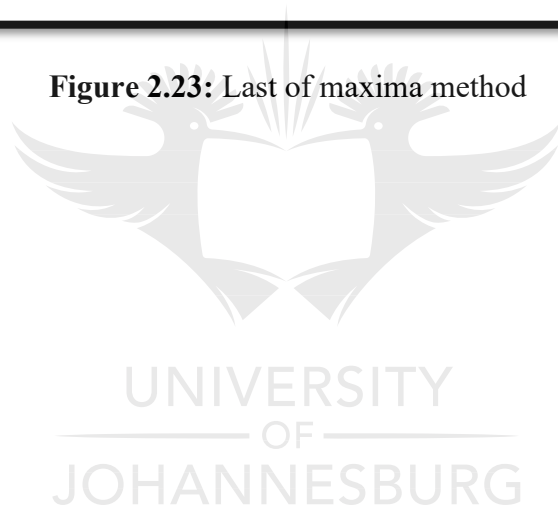 Figure 2.23: Last of maxima method
UNIVERSITY
OF
JOHANNESBURG